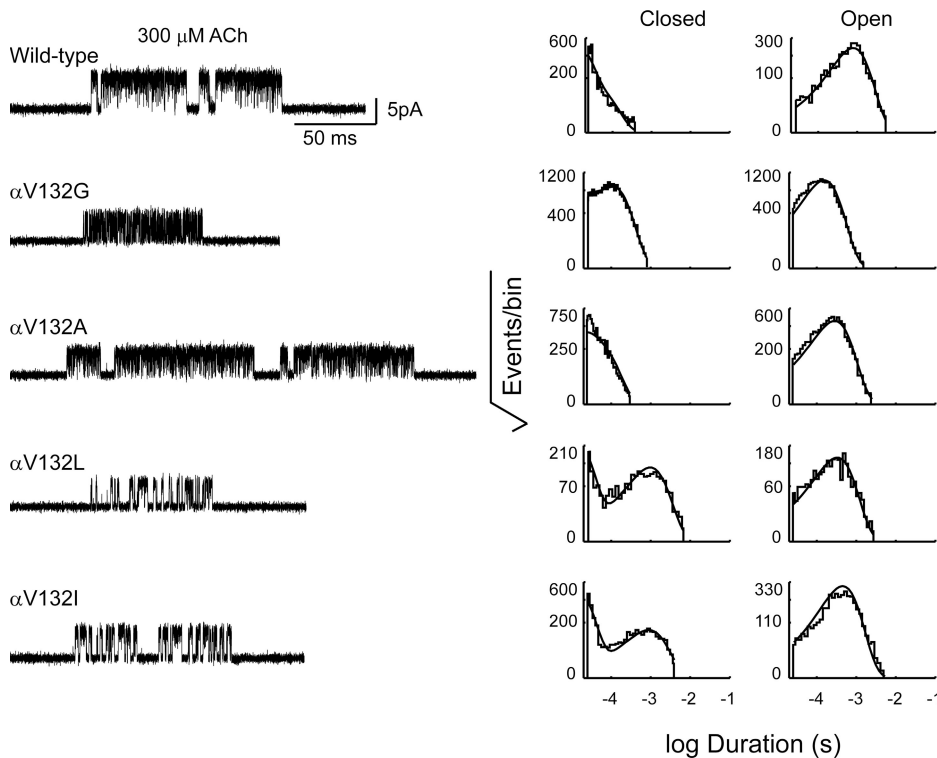 Closed Open
Wild-type
300 μM ACh
5pA
50 ms
600
200
0
300
100
0
αV132G
1200
400
0
1200
400
0
αV132A
750
250
0
600
200
0
Events/bin
αV132L
210
70
0
180
60
0
αV132I
600
200
0
330
110
0
-4 -3 -2 -1
-4 -3 -2 -1
log Duration (s)